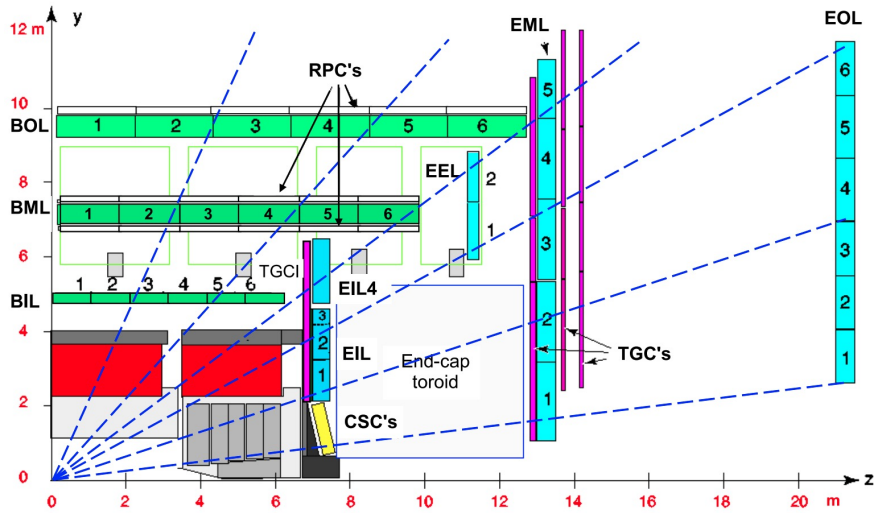 y
12 m
EML
EOL
RPC's
5
6
10
BOL
1 2 3 4 5 6
5
4
8
EEL
2
BML
1 2 3 4 5 6
4
1
3
6
TGCI
3
1 2 3 4 5 6
BIL
EIL4
2
2
4
3
EIL
2
End-cap
toroid
TGC's
1
1
2
CSC's
1
0
z
0 2 4 6 8 10 12 14 16 18 20
m m